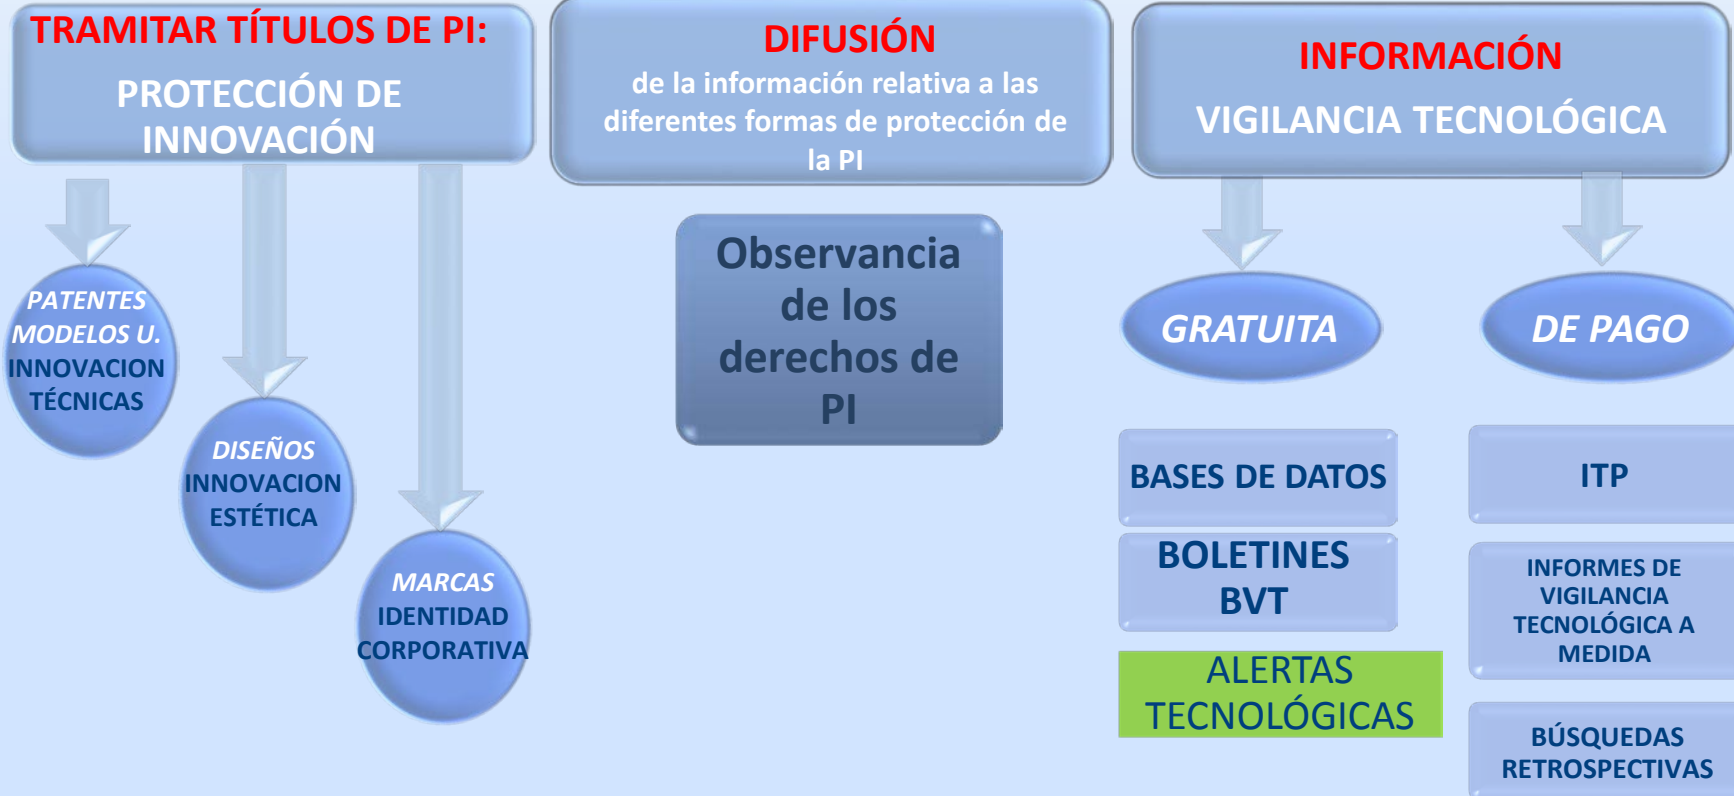 TRAMITAR TÍTULOS DE PI:
PROTECCIÓN DE
INNOVACIÓN
PATENTES
MODELOS U.
INNOVACION
TÉCNICAS
DISEÑOS
INNOVACION
ESTÉTICA
MARCAS
IDENTIDAD
CORPORATIVA
DIFUSIÓN
de la información relativa a las
diferentes formas de protección de
la PI
Observancia
de los
derechos de
PI
INFORMACIÓN
VIGILANCIA TECNOLÓGICA
GRATUITA
BASES DE DATOS
BOLETINES
BVT
ALERTAS
TECNOLÓGICAS
DE PAGO
ITP
INFORMES DE
VIGILANCIA
TECNOLÓGICA A
MEDIDA
BÚSQUEDAS
RETROSPECTIVAS